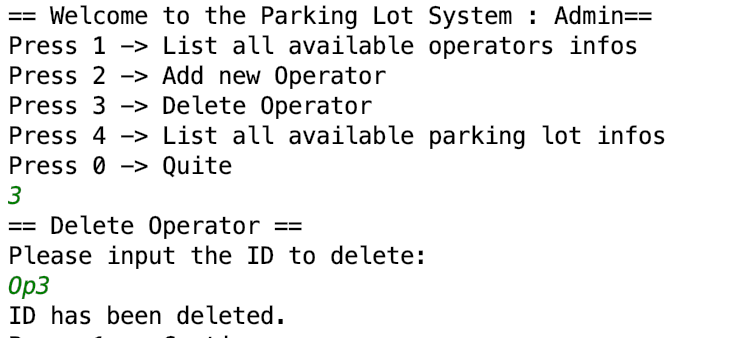 == Welcome to the Parking Lot System : Admin==
Press 1 -> List all available operators infos
Press 2 -> Add new Operator
Press 3 -> Delete Operator
Press 4 -> List all available parking lot infos
Press 0 -> Quite
3
== Delete Operator ==
Please input the ID to delete:
Op3
ID has been deleted.